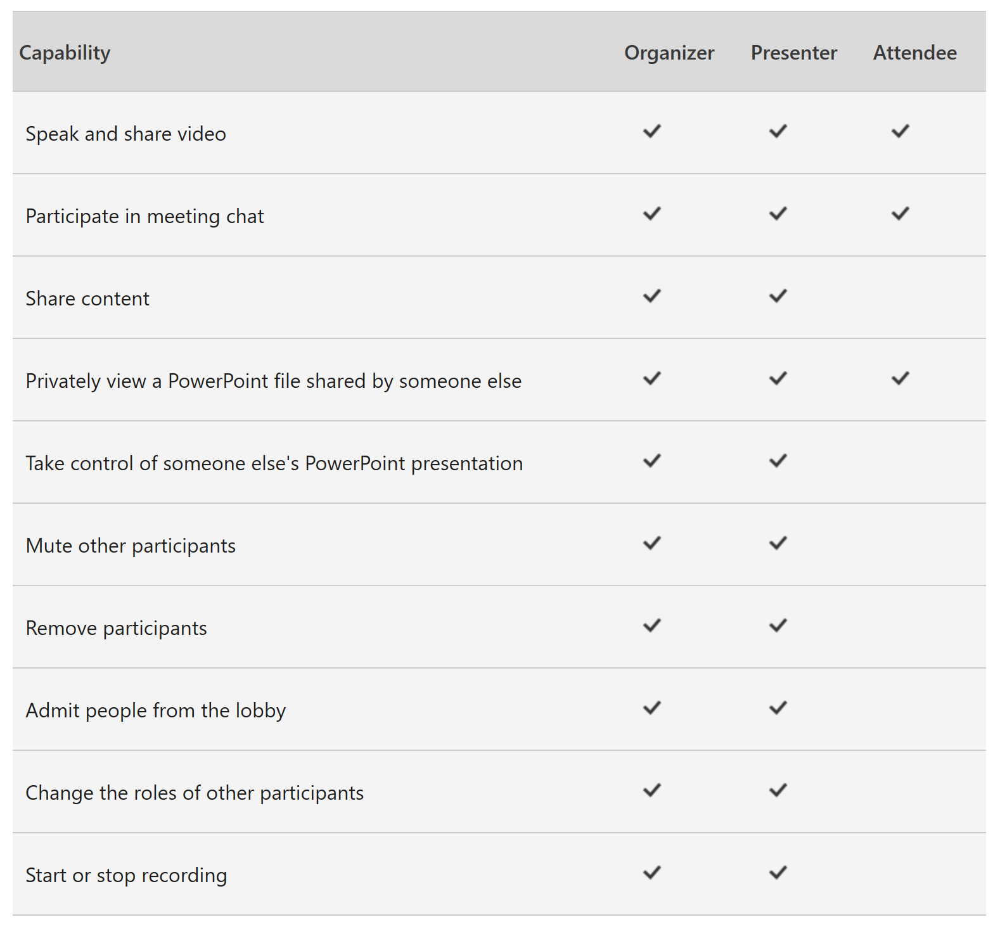 Capability Organizer Presenter Attendee
Speak and share video ✔ ✔ ✔
Participate in meeting chat ✔ ✔ ✔
Share content ✔ ✔
Privately view a PowerPoint file shared by someone else ✔ ✔ ✔
Take control of someone else's PowerPoint presentation ✔ ✔
Mute other participants ✔ ✔
Remove participants ✔ ✔
Admit people from the lobby ✔ ✔
Change the roles of other participants ✔ ✔
Start or stop recording ✔ ✔